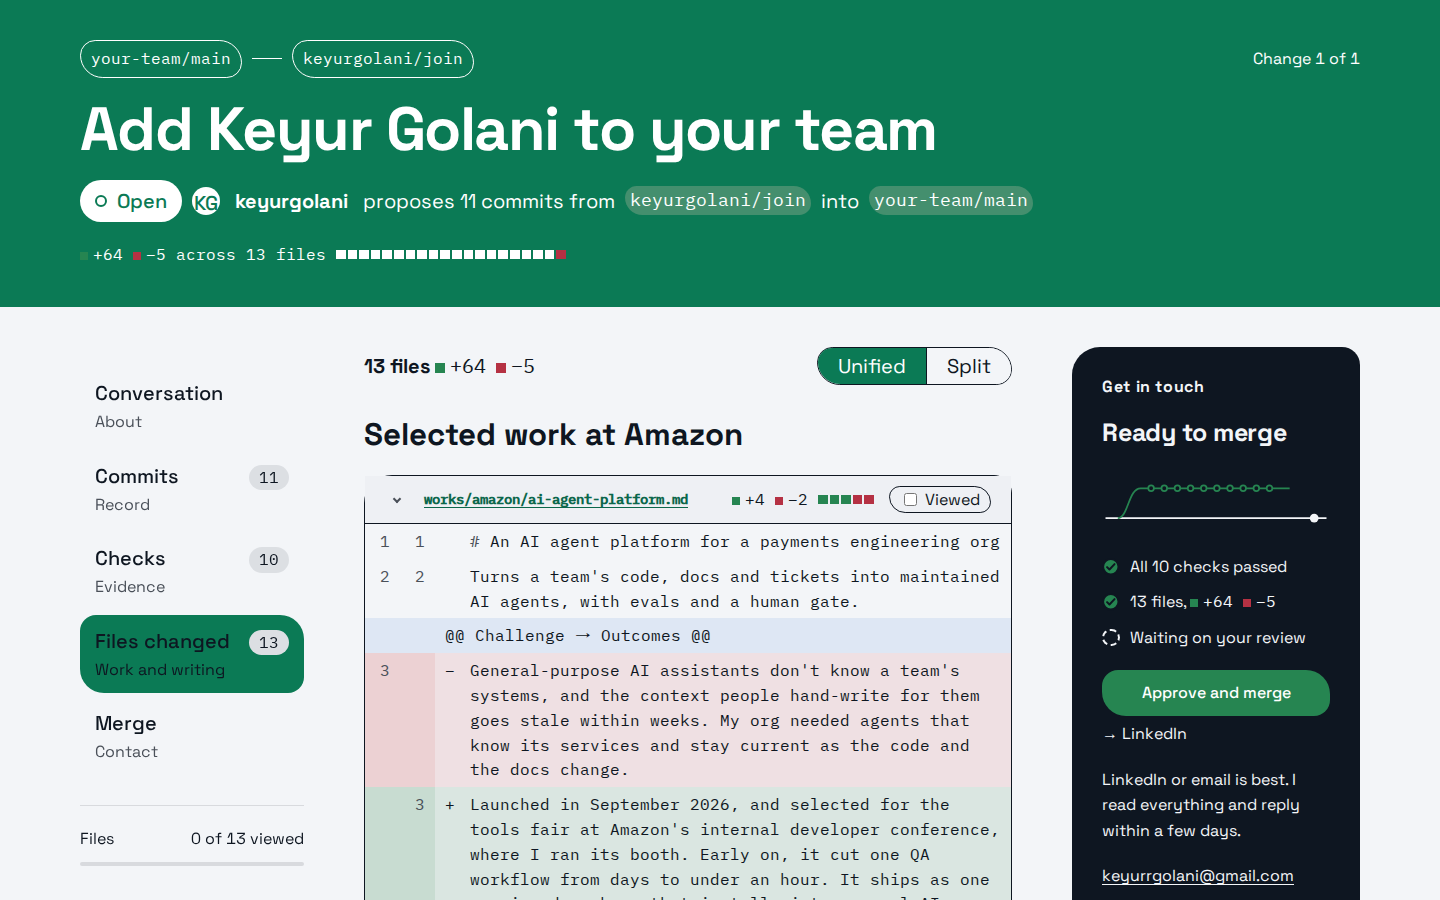 your-team/main keyurgolani/join Change 1 of 1
Add Keyur Golani to your team
Open KG keyurgolani proposes 11 commits from keyurgolani/join into your-team/main
+64 −5 across 13 files
Conversation
About
Commits 11
Record
Checks 10
Evidence
Files changed 13
Work and writing
Merge
Contact
Files 0 of 13 viewed
13 files +64 −5 Unified Split
Selected work at Amazon
works/amazon/ai-agent-platform.md +4 −2 Viewed
1 1 # An AI agent platform for a payments engineering org
2 2 Turns a team's code, docs and tickets into maintained
AI agents, with evals and a human gate.
@@ Challenge → Outcomes @@
3 − General-purpose AI assistants don't know a team's
systems, and the context people hand-write for them
goes stale within weeks. My org needed agents that
know its services and stay current as the code and
the docs change.
3 + Launched in September 2026, and selected for the
tools fair at Amazon's internal developer conference,
where I ran its booth. Early on, it cut one QA
workflow from days to under an hour. It ships as one
Get in touch
Ready to merge
All 10 checks passed
13 files, +64 −5
Waiting on your review
Approve and merge
→ LinkedIn
LinkedIn or email is best. I
read everything and reply
within a few days.
keyurrgolani@gmail.com